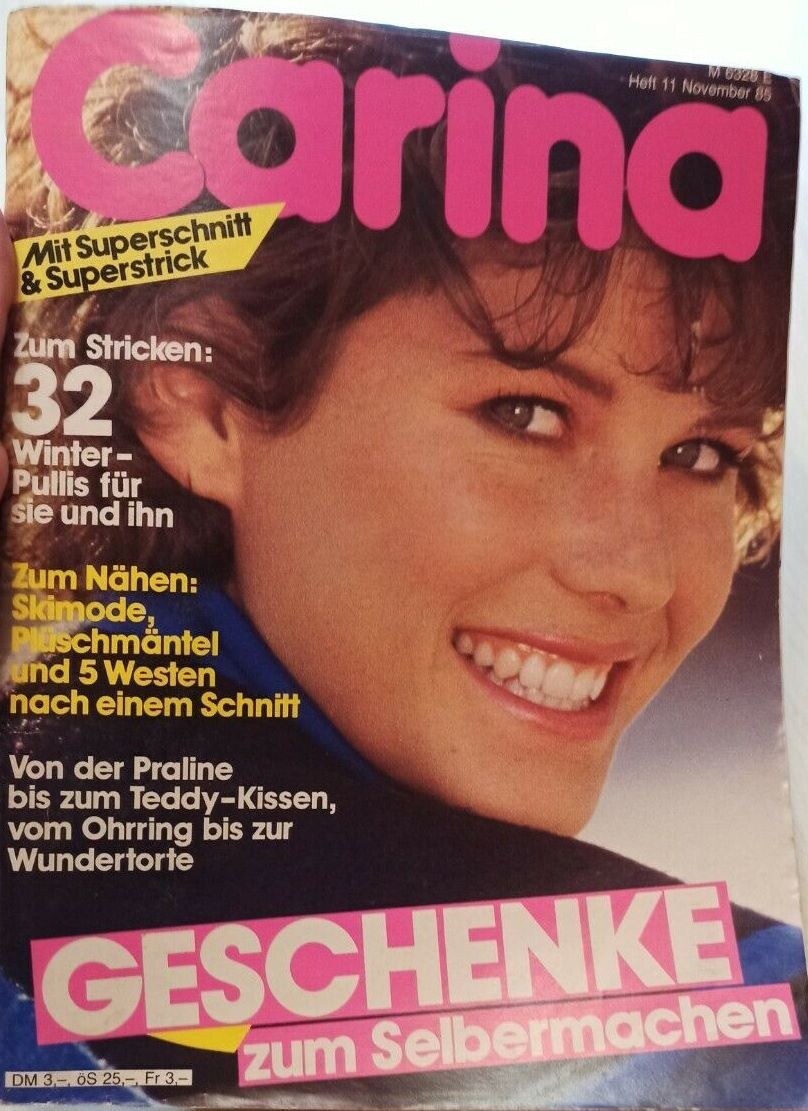 Carina
M 6328 E
Heft 11 November 85
Mit Superschnitt
& Superstrick
Zum Stricken:
32
Winter-
Pullis für
sie und ihn
Zum Nähen:
Skimode,
Plüschmäntel
und 5 Westen
nach einem Schnitt
Von der Praline
bis zum Teddy-Kissen,
vom Ohrring bis zur
Wundertorte
GESCHENKE
zum Selbermachen
DM 3,-, öS 25,-, Fr 3,-